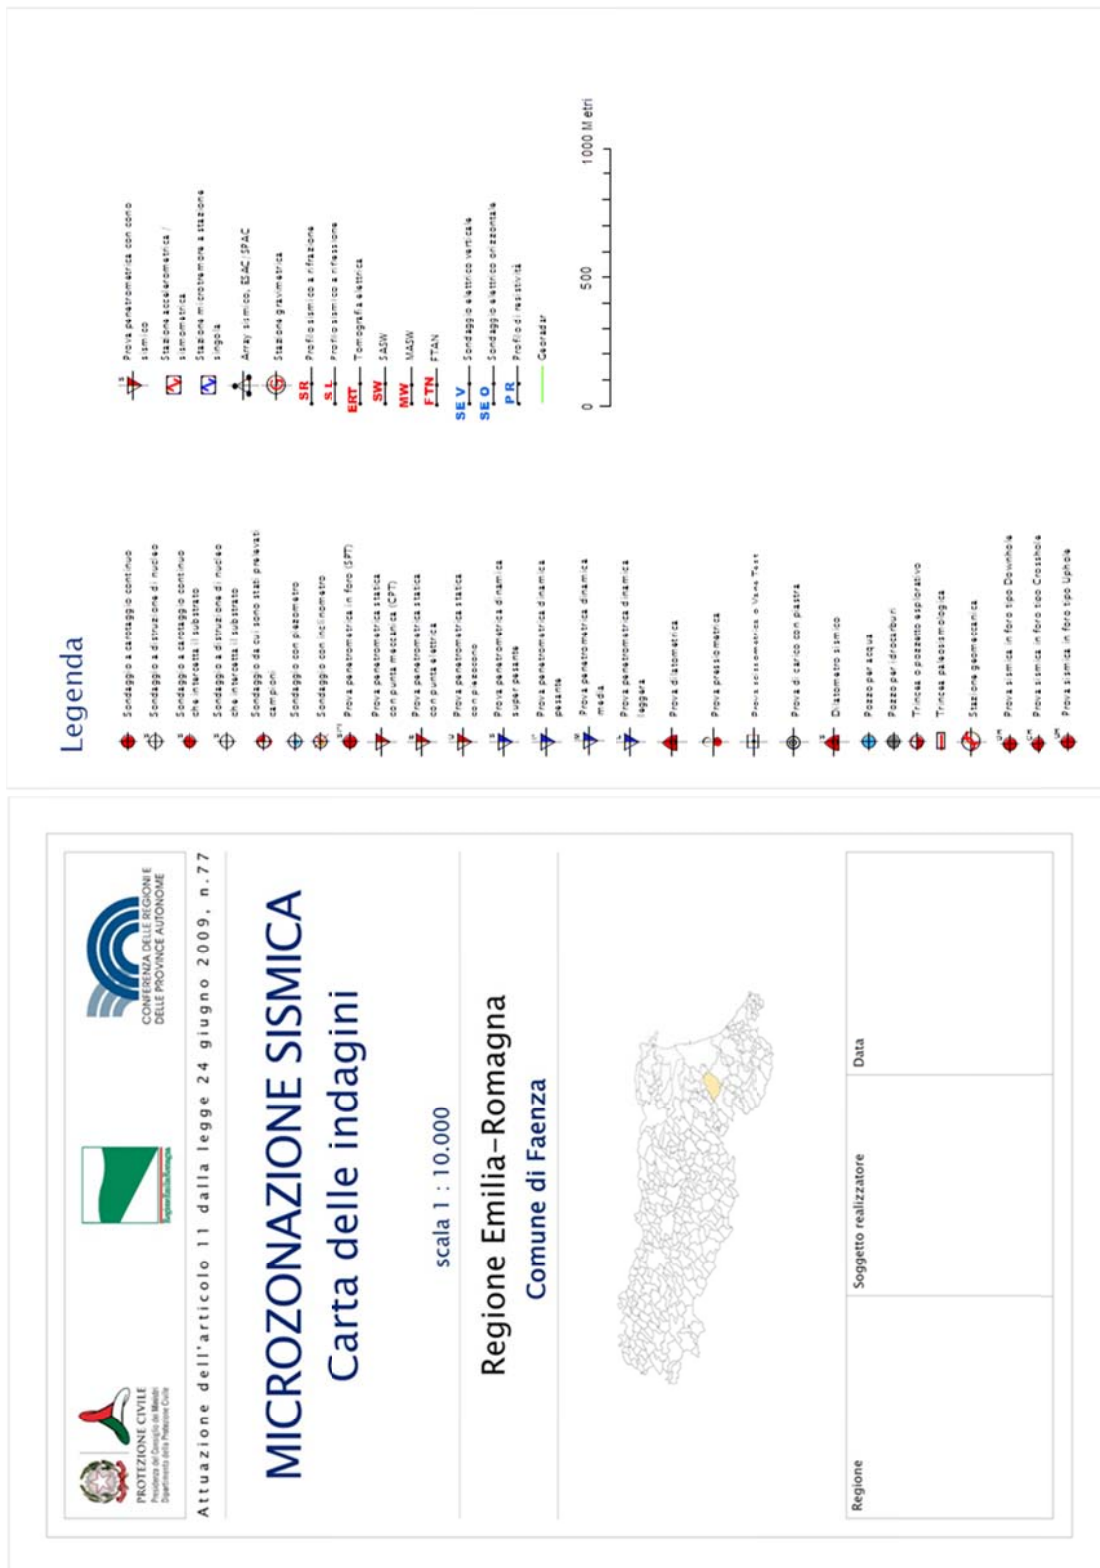 PROTEZIONE CIVILE
Presidenza del Consiglio dei Ministri
Dipartimento della Protezione Civile
Regione Emilia-Romagna
CONFERENZA DELLE REGIONI E
DELLE PROVINCE AUTONOME
Attuazione dell'articolo 11 dalla legge 24 giugno 2009, n.77
MICROZONAZIONE SISMICA
Carta delle indagini
scala 1 : 10.000
Regione Emilia-Romagna
Comune di Faenza
Regione
Soggetto realizzatore
Data
Legenda
Sondaggio a carotaggio continuo
S
Sondaggio a distruzione di nucleo
S
Sondaggio a carotaggio continuo
che intercetta il substrato
S
Sondaggio a distruzione di nucleo
che intercetta il substrato
Sondaggio da cui sono stati prelevati
campioni
Sondaggio con piezometro
Sondaggio con inclinometro
Prova penetrometrica in foro (SPT)
Prova penetrometrica statica
con punta meccanica (CPT)
Prova penetrometrica statica
con punta elettrica
Prova penetrometrica statica
con piezocono
Prova penetrometrica dinamica
super pesante
Prova penetrometrica dinamica
pesante
Prova penetrometrica dinamica
media
Prova penetrometrica dinamica
leggera
Prova dilatometrica
Prova pressiometrica
Prova scissometrica o Vane Test
Prova di carico con piastra
S
Dilatometro sismico
Pozzo per acqua
Pozzo per idrocarburi
Trincea o pozzetto esplorativo
Trincea paleosismologica
Stazione geomeccanica
Prova sismica in foro tipo Downhole
Prova sismica in foro tipo Crosshole
Prova sismica in foro tipo Uphole
S
Prova penetrometrica con cono
sismico
Stazione accelerometrica /
sismometrica
Stazione microtremore a stazione
singola
Array sismico, ESAC/SPAC
G
Stazione gravimetrica
SR
Profilo sismico a rifrazione
SL
Profilo sismico a riflessione
ERT
Tomografia elettrica
SW
SASW
MW
MASW
FTN
FTAN
SEV
Sondaggio elettrico verticale
SEO
Sondaggio elettrico orizzontale
PR
Profilo di resistività
Georadar
0 500 1000 Metri